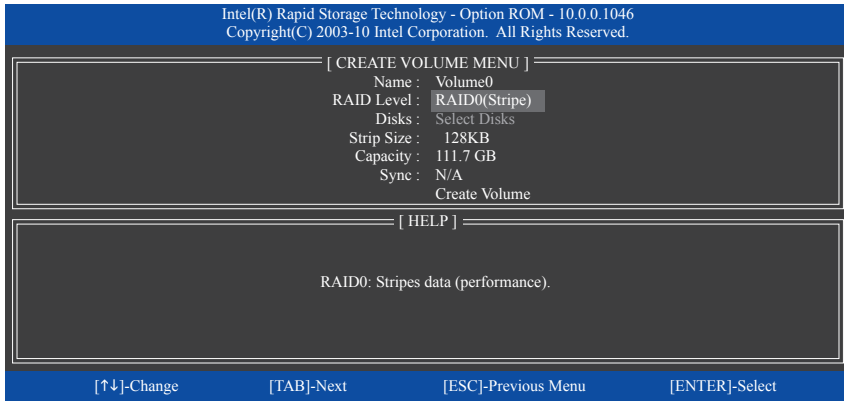 Intel(R) Rapid Storage Technology - Option ROM - 10.0.0.1046
Copyright(C) 2003-10 Intel Corporation. All Rights Reserved.
[ CREATE VOLUME MENU ]
Name : Volume0
RAID Level : RAID0(Stripe)
Disks : Select Disks
Strip Size : 128KB
Capacity : 111.7 GB
Sync : N/A
Create Volume
[ HELP ]
RAID0: Stripes data (performance).
[↑↓]-Change [TAB]-Next [ESC]-Previous Menu [ENTER]-Select